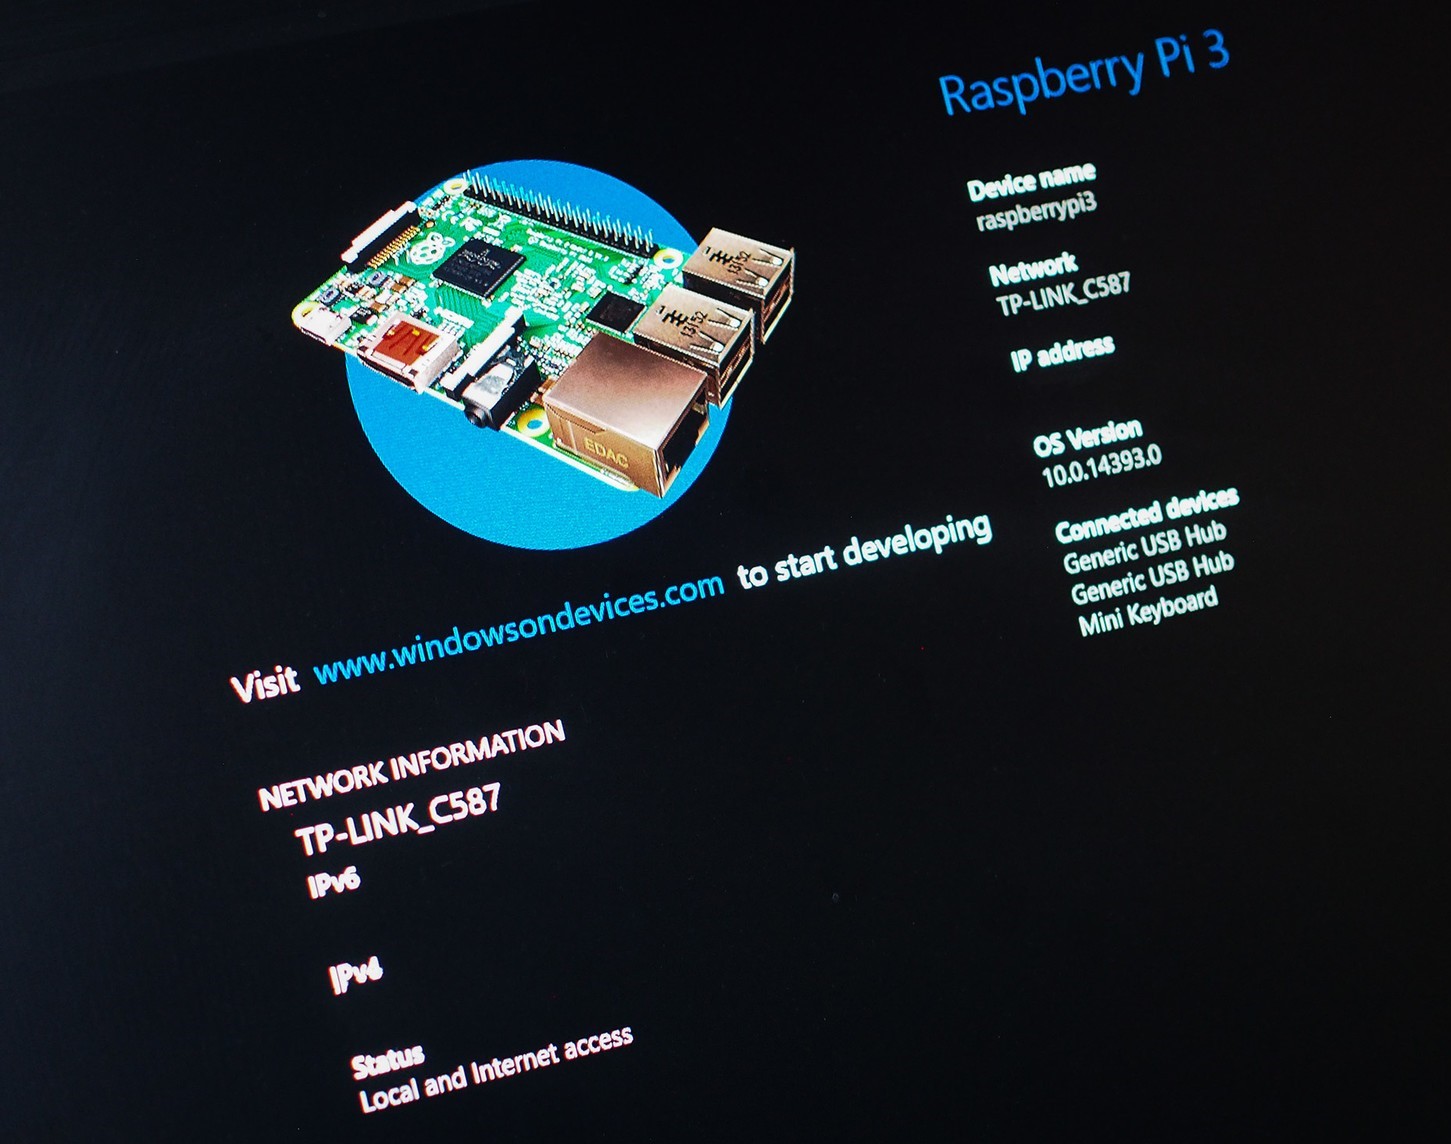 Raspberry Pi 3
Device name
raspberrypi3
Network
TP-LINK_C587
IP address
OS Version
10.0.14393.0
Connected devices
Generic USB Hub
Generic USB Hub
Mini Keyboard
EDAC
Visit www.windowsondevices.com to start developing
NETWORK INFORMATION
TP-LINK_C587
IPv6
IPv4
Status
Local and Internet access